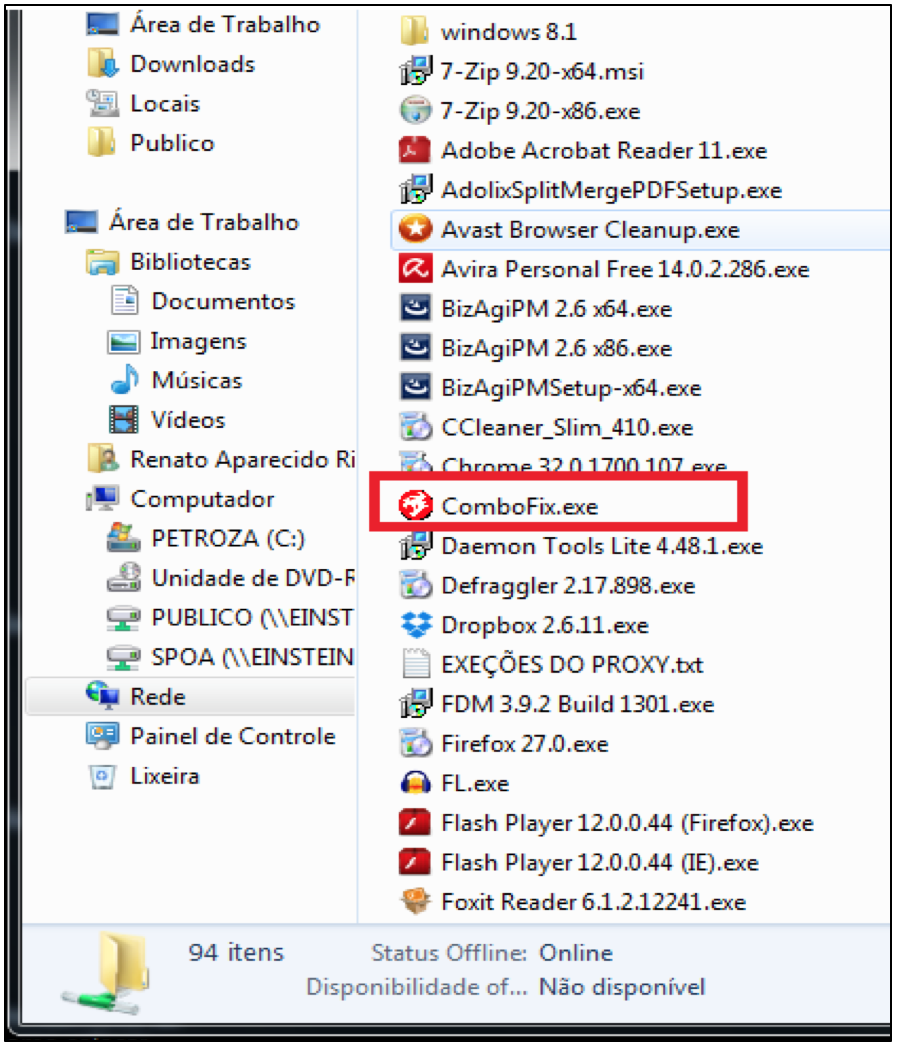 Área de Trabalho
Downloads
Locais
Publico
Área de Trabalho
Bibliotecas
Documentos
Imagens
Músicas
Vídeos
Renato Aparecido Ri
Computador
PETROZA (C:)
Unidade de DVD-R
PUBLICO (\\EINST
SPOA (\\EINSTEIN
Rede
Painel de Controle
Lixeira
windows 8.1
7-Zip 9.20-x64.msi
7-Zip 9.20-x86.exe
Adobe Acrobat Reader 11.exe
AdolixSplitMergePDFSetup.exe
Avast Browser Cleanup.exe
Avira Personal Free 14.0.2.286.exe
BizAgiPM 2.6 x64.exe
BizAgiPM 2.6 x86.exe
BizAgiPMSetup-x64.exe
CCleaner_Slim_410.exe
Chrome 32.0.1700.107.exe
ComboFix.exe
Daemon Tools Lite 4.48.1.exe
Defraggler 2.17.898.exe
Dropbox 2.6.11.exe
EXEÇÕES DO PROXY.txt
FDM 3.9.2 Build 1301.exe
Firefox 27.0.exe
FL.exe
Flash Player 12.0.0.44 (Firefox).exe
Flash Player 12.0.0.44 (IE).exe
Foxit Reader 6.1.2.12241.exe
94 itens Status Offline: Online
Disponibilidade of... Não disponível